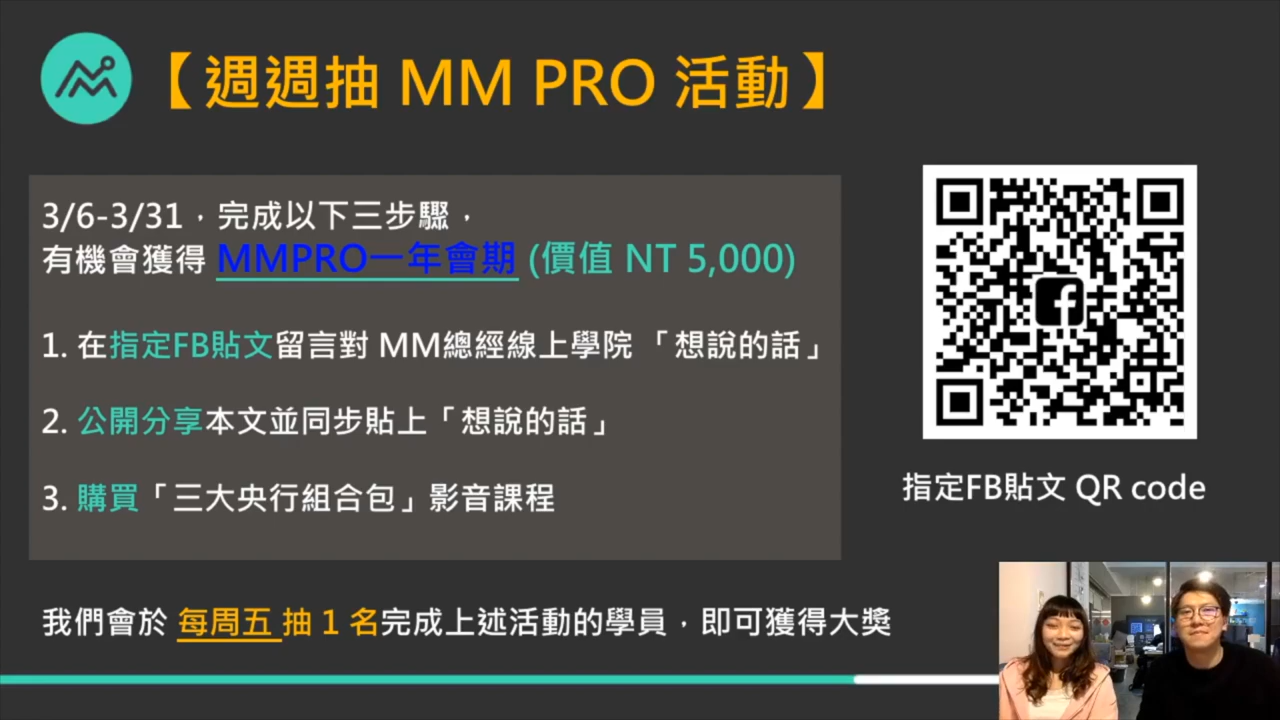 【週週抽 MM PRO 活動】
3/6-3/31，完成以下三步驟，
有機會獲得 MMPRO一年會期 (價值 NT 5,000)
1. 在指定FB貼文留言對 MM總經線上學院 「想說的話」
2. 公開分享本文並同步貼上「想說的話」
3. 購買「三大央行組合包」影音課程
指定FB貼文 QR code
我們會於 每周五 抽 1 名完成上述活動的學員，即可獲得大獎